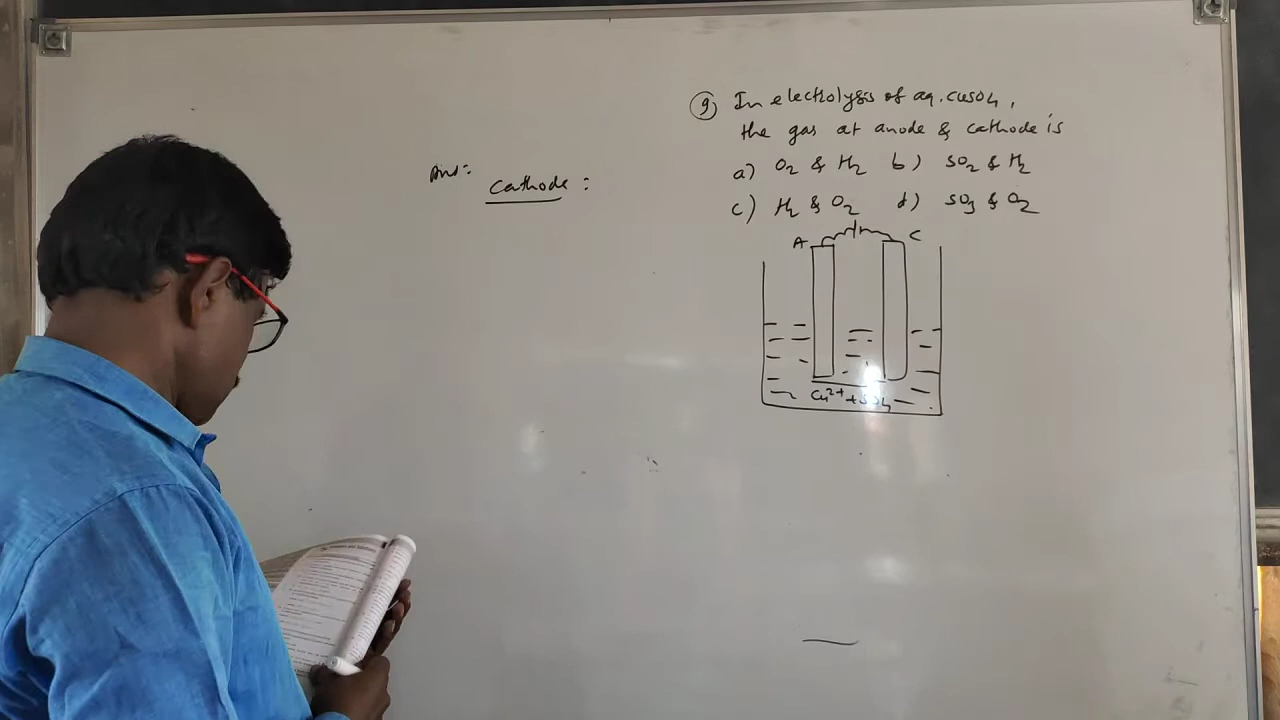 9) In electrolysis of aq. CuSO4,
the gas at anode & cathode is
a) O2 & H2 b) SO2 & H2
c) H2 & O2 d) SO3 & O2
Ans:
Cathode:
A C
Cu2+ + SO4